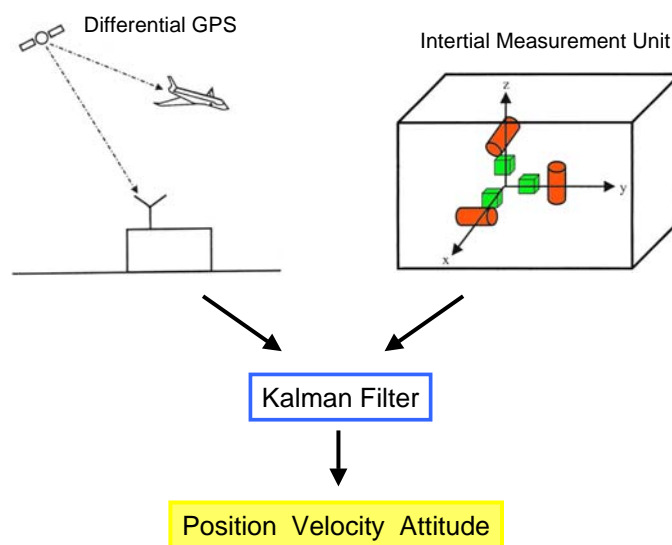 Differential GPS
Intertial Measurement Unit
z
y
x
Kalman Filter
Position Velocity Attitude